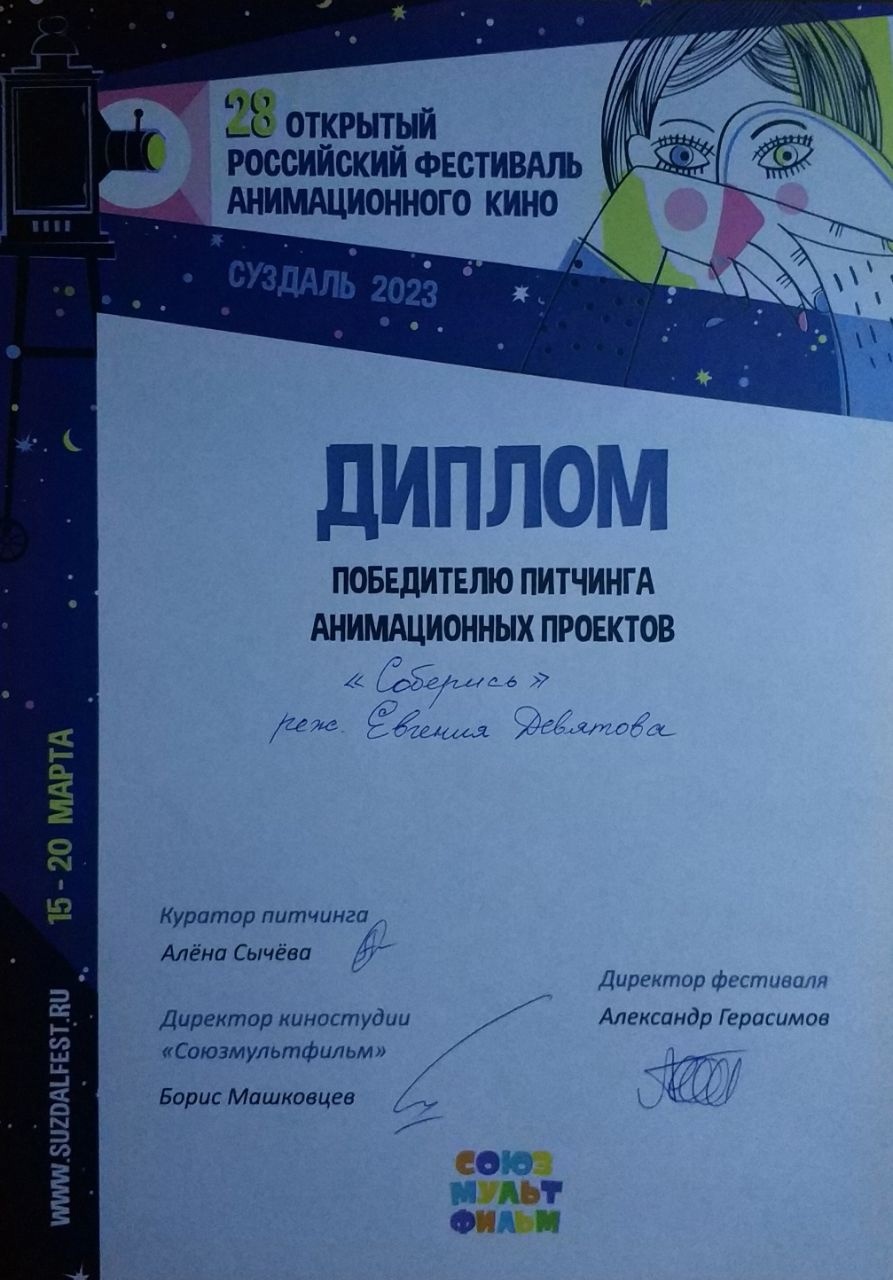 28 ОТКРЫТЫЙ
РОССИЙСКИЙ ФЕСТИВАЛЬ
АНИМАЦИОННОГО КИНО
СУЗДАЛЬ 2023
ДИПЛОМ
ПОБЕДИТЕЛЮ ПИТЧИНГА
АНИМАЦИОННЫХ ПРОЕКТОВ
«Соберись»
реж. Евгения Девятова
15 - 20 МАРТА
WWW.SUZDALFEST.RU
Куратор питчинга
Алёна Сычёва
Директор киностудии
«Союзмультфильм»
Борис Машковцев
Директор фестиваля
Александр Герасимов
СОЮЗ
МУЛЬТ
ФИЛЬМ